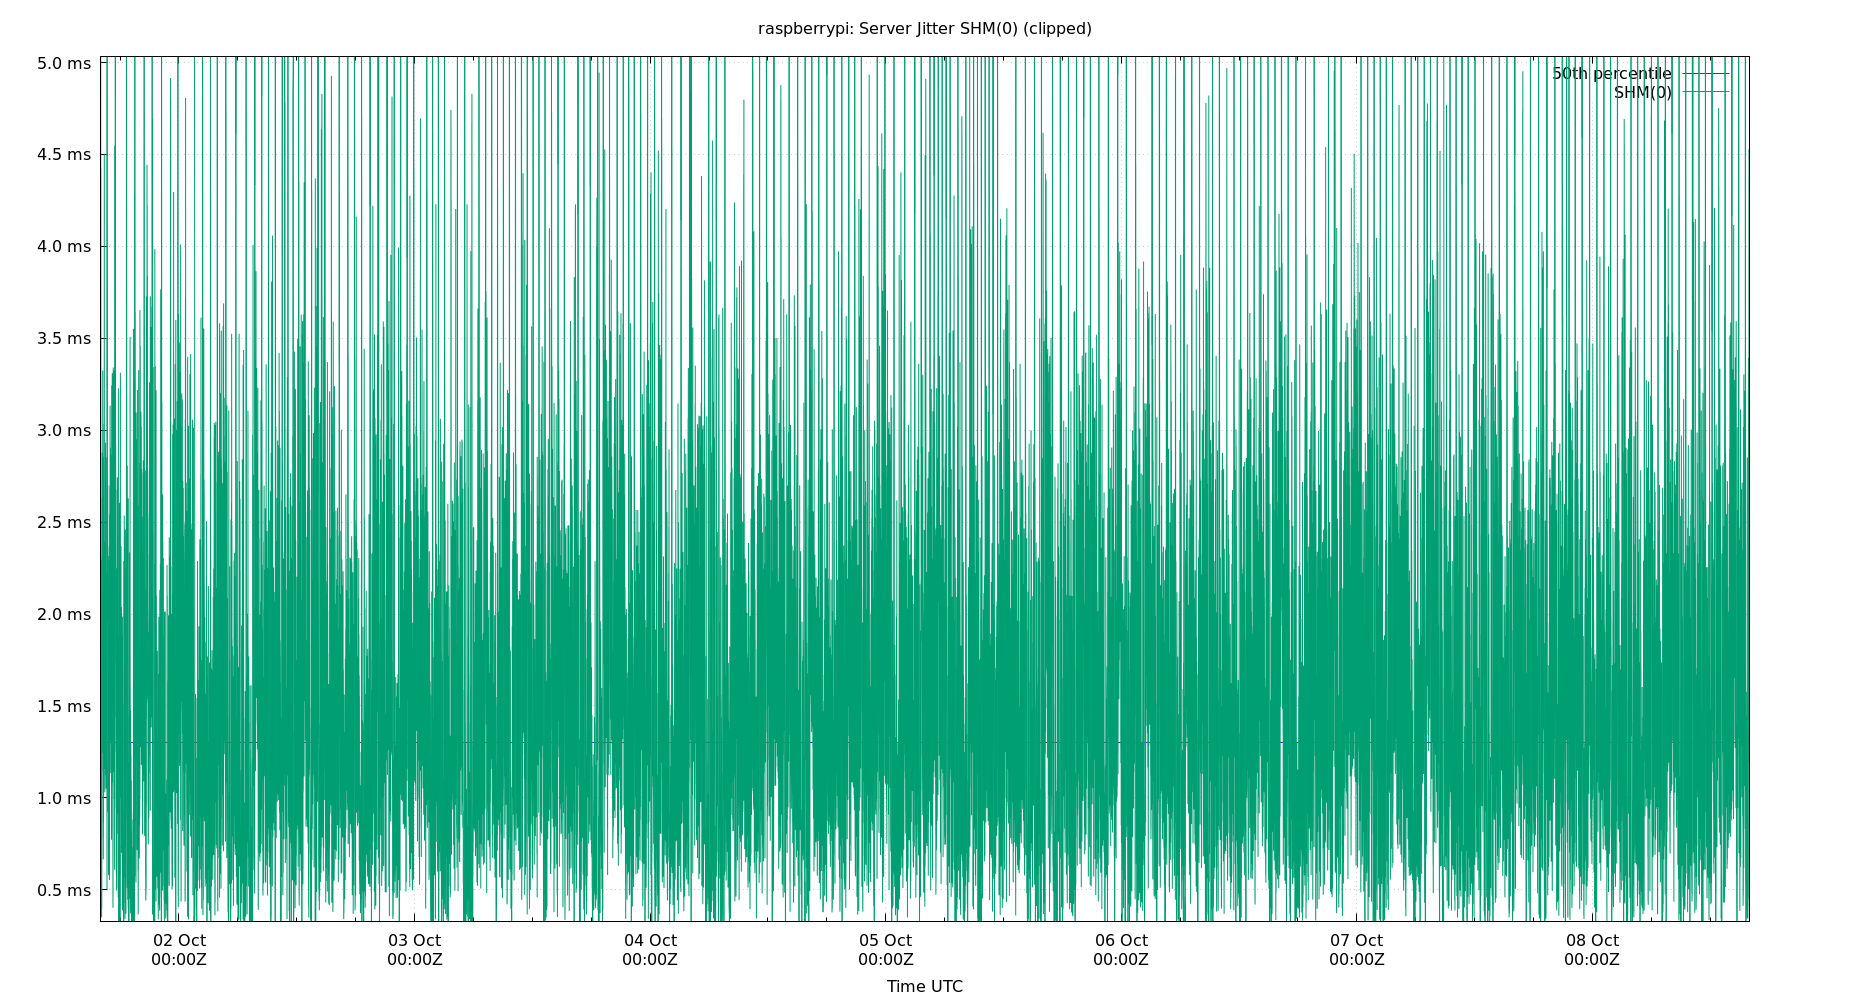 raspberrypi: Server Jitter SHM(0) (clipped)
5.0 ms
50th percentile
SHM(0)
4.5 ms
4.0 ms
3.5 ms
3.0 ms
2.5 ms
2.0 ms
1.5 ms
1.0 ms
0.5 ms
02 Oct 03 Oct 04 Oct 05 Oct 06 Oct 07 Oct 08 Oct
00:00Z 00:00Z 00:00Z 00:00Z 00:00Z 00:00Z 00:00Z
Time UTC